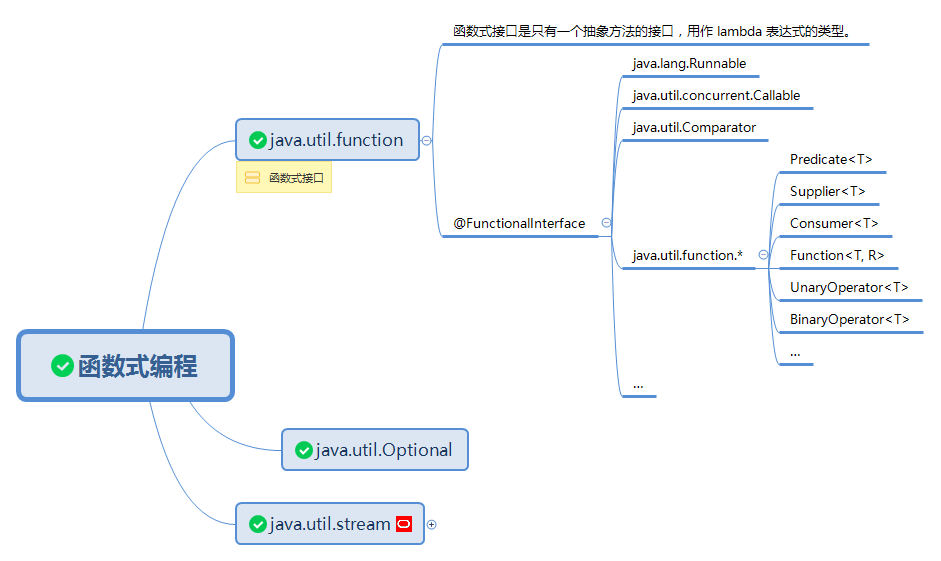 函数式编程
java.util.function
函数式接口
函数式接口是只有一个抽象方法的接口，用作 lambda 表达式的类型。
@FunctionalInterface
java.lang.Runnable
java.util.concurrent.Callable
java.util.Comparator
java.util.function.*
Predicate<T>
Supplier<T>
Consumer<T>
Function<T, R>
UnaryOperator<T>
BinaryOperator<T>
...
...
java.util.Optional
java.util.stream